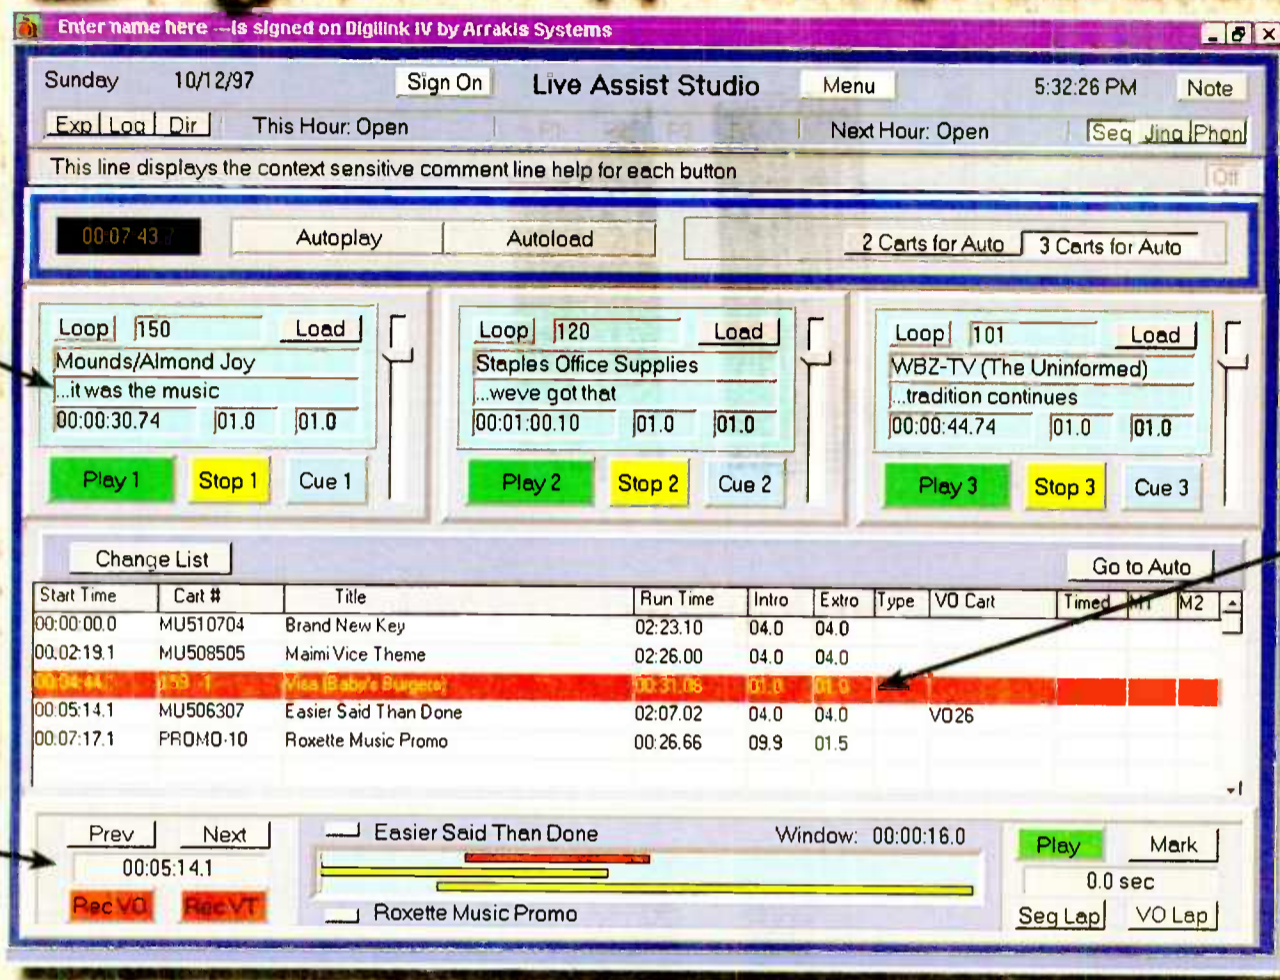 Enter name here ---is signed on Digilink IV by Arrakis Systems
Sunday 10/12/97 Sign On Live Assist Studio Menu 5:32:26 PM Note
Exp Log Dir This Hour: Open Next Hour: Open Seq Jing Phon
This line displays the context sensitive comment line help for each button Off
00:07:43 Autoplay Autoload 2 Carts for Auto 3 Carts for Auto
Loop 150 Load
Mounds/Almond Joy
...it was the music
00:00:30.74 01.0 01.0
Play 1 Stop 1 Cue 1
Loop 120 Load
Staples Office Supplies
...weve got that
00:01:00.10 01.0 01.0
Play 2 Stop 2 Cue 2
Loop 101 Load
WBZ-TV (The Uninformed)
...tradition continues
00:00:44.74 01.0 01.0
Play 3 Stop 3 Cue 3
Change List Go to Auto
Start Time Cart # Title Run Time Intro Extro Type VO Cart Timed M1 M2
00:00:00.0 MU510704 Brand New Key 02:23.10 04.0 04.0
00:02:19.1 MU508505 Maimi Vice Theme 02:26.00 04.0 04.0
Visa (Baby's Burgers) 00:31.06 01.0 01.0
00:05:14.1 MU506307 Easier Said Than Done 02:07.02 04.0 04.0 VO26
00:07:17.1 PROMO-10 Roxette Music Promo 00:26.66 09.9 01.5
Prev Next Easier Said Than Done Window: 00:00:16.0 Play Mark
00:05:14.1 0.0 sec
Rec VO Rec VT Roxette Music Promo Seq Lap VO Lap